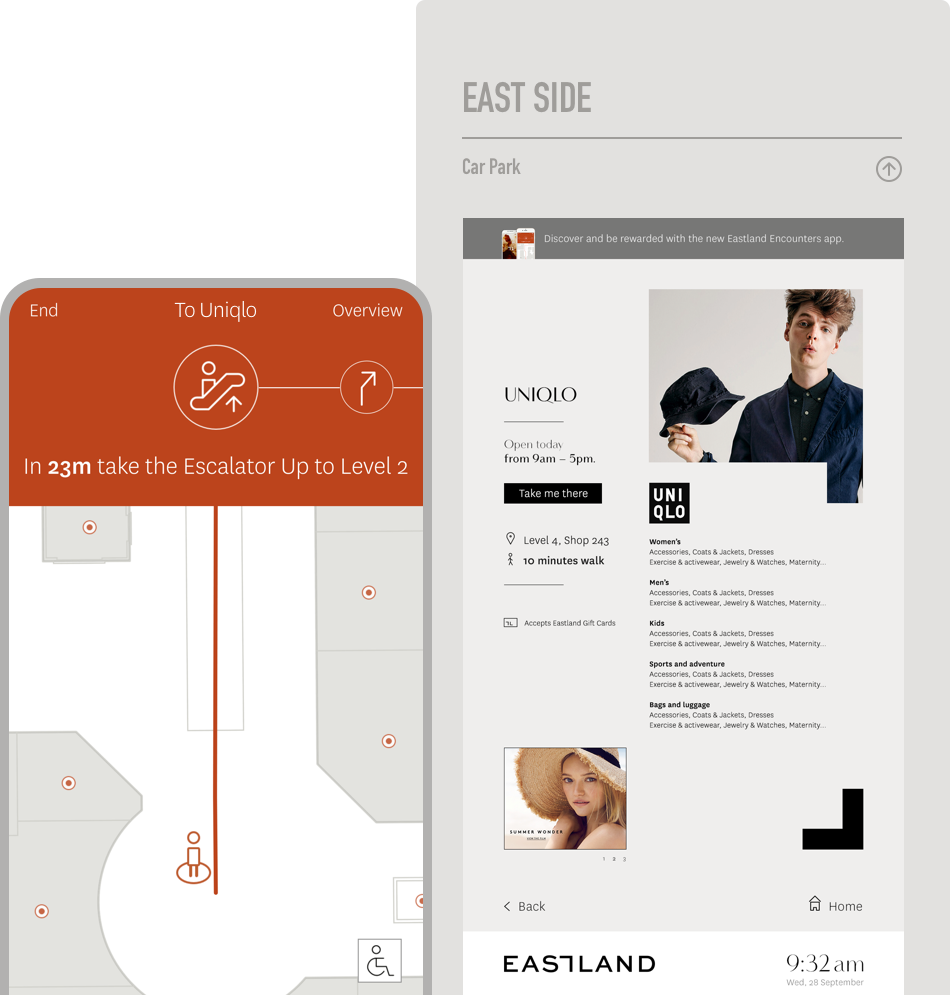 EAST SIDE
Car Park
Discover and be rewarded with the new Eastland Encounters app.
End
To Uniqlo
Overview
In 23m take the Escalator Up to Level 2
UNIQLO
Open today
from 9am – 5pm.
Take me there
Level 4, Shop 243
10 minutes walk
Accepts Eastland Gift Cards
UNI
QLO
Women's
Accessories, Coats & Jackets, Dresses
Exercise & activewear, Jewelry & Watches, Maternity...
Men's
Accessories, Coats & Jackets, Dresses
Exercise & activewear, Jewelry & Watches, Maternity...
Kids
Accessories, Coats & Jackets, Dresses
Exercise & activewear, Jewelry & Watches, Maternity...
Sports and adventure
Accessories, Coats & Jackets, Dresses
Exercise & activewear, Jewelry & Watches, Maternity...
Bags and luggage
Accessories, Coats & Jackets, Dresses
Exercise & activewear, Jewelry & Watches, Maternity...
SUMMER WONDER
1 2 3
Back
Home
EASTLAND
9:32 am
Wed, 28 September